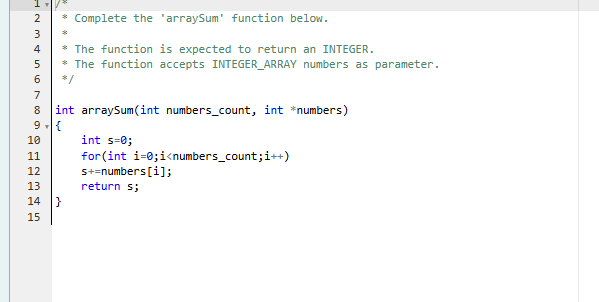 1 /*
2 * Complete the 'arraySum' function below.
3 *
4 * The function is expected to return an INTEGER.
5 * The function accepts INTEGER_ARRAY numbers as parameter.
6 */
7
8 int arraySum(int numbers_count, int *numbers)
9 {
10 int s=0;
11 for(int i=0;i<numbers_count;i++)
12 s+=numbers[i];
13 return s;
14 }
15